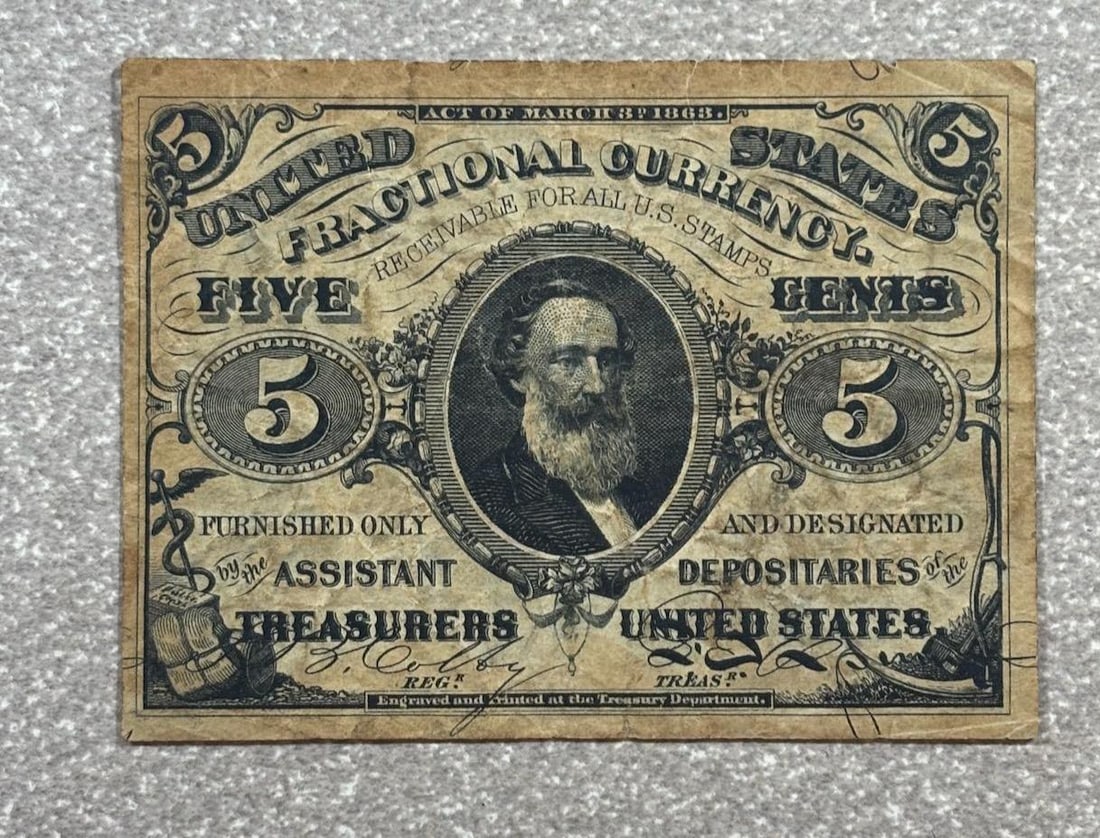 ACT OF MARCH 3D 1863.
5 UNITED STATES 5
FRACTIONAL CURRENCY.
RECEIVABLE FOR ALL U.S. STAMPS
FIVE CENTS
5 5
FURNISHED ONLY AND DESIGNATED
by the ASSISTANT DEPOSITARIES of the
TREASURERS UNITED STATES.
S. B. Colby
REGR. TREASR.
Engraved and Printed at the Treasury Department.